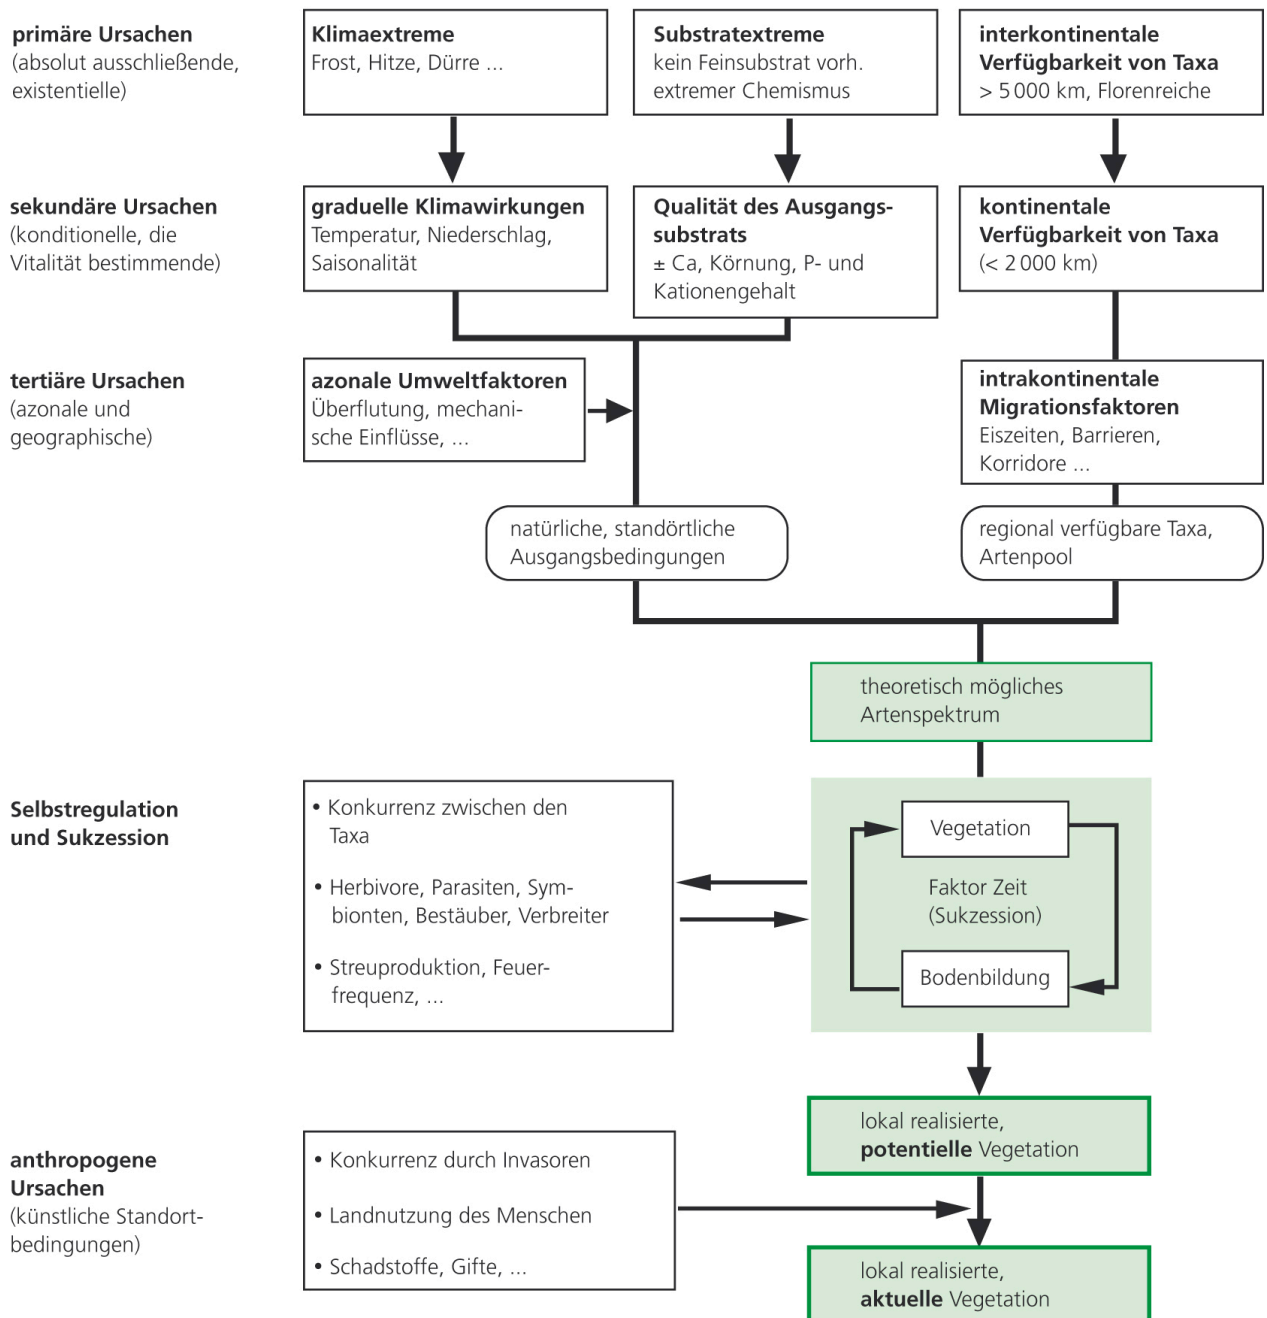 primäre Ursachen
(absolut ausschließende,
existentielle)
Klimaextreme
Frost, Hitze, Dürre ...
Substratextreme
kein Feinsubstrat vorh.
extremer Chemismus
interkontinentale
Verfügbarkeit von Taxa
> 5 000 km, Florenreiche
sekundäre Ursachen
(konditionelle, die
Vitalität bestimmende)
graduelle Klimawirkungen
Temperatur, Niederschlag,
Saisonalität
Qualität des Ausgangs-
substrats
± Ca, Körnung, P- und
Kationengehalt
kontinentale
Verfügbarkeit von Taxa
(< 2 000 km)
tertiäre Ursachen
(azonale und
geographische)
azonale Umweltfaktoren
Überflutung, mechani-
sche Einflüsse, ...
intrakontinentale
Migrationsfaktoren
Eiszeiten, Barrieren,
Korridore ...
natürliche, standörtliche
Ausgangsbedingungen
regional verfügbare Taxa,
Artenpool
theoretisch mögliches
Artenspektrum
Selbstregulation
und Sukzession
• Konkurrenz zwischen den
Taxa
• Herbivore, Parasiten, Sym-
bionten, Bestäuber, Verbreiter
• Streuproduktion, Feuer-
frequenz, ...
Vegetation
Faktor Zeit
(Sukzession)
Bodenbildung
lokal realisierte,
potentielle Vegetation
anthropogene
Ursachen
(künstliche Standort-
bedingungen)
• Konkurrenz durch Invasoren
• Landnutzung des Menschen
• Schadstoffe, Gifte, ...
lokal realisierte,
aktuelle Vegetation